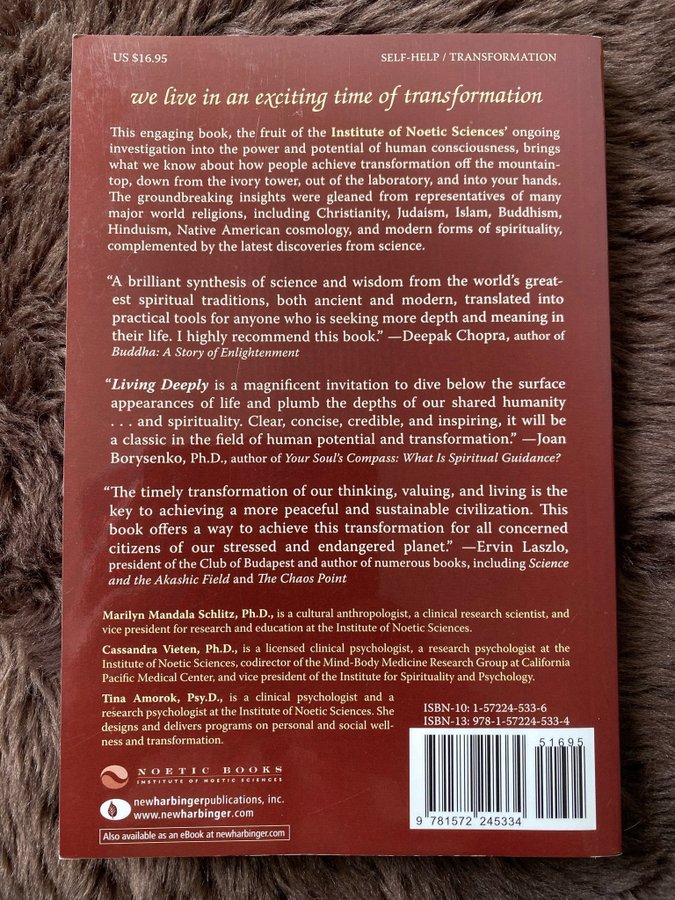 US $16.95
SELF-HELP / TRANSFORMATION
we live in an exciting time of transformation
This engaging book, the fruit of the Institute of Noetic Sciences’ ongoing
investigation into the power and potential of human consciousness, brings
what we know about how people achieve transformation off the mountain-
top, down from the ivory tower, out of the laboratory, and into your hands.
The groundbreaking insights were gleaned from representatives of many
major world religions, including Christianity, Judaism, Islam, Buddhism,
Hinduism, Native American cosmology, and modern forms of spirituality,
complemented by the latest discoveries from science.
“A brilliant synthesis of science and wisdom from the world’s great-
est spiritual traditions, both ancient and modern, translated into
practical tools for anyone who is seeking more depth and meaning in
their life. I highly recommend this book.” —Deepak Chopra, author of
Buddha: A Story of Enlightenment
“Living Deeply is a magnificent invitation to dive below the surface
appearances of life and plumb the depths of our shared humanity
. . . and spirituality. Clear, concise, credible, and inspiring, it will be
a classic in the field of human potential and transformation.” —Joan
Borysenko, Ph.D., author of Your Soul’s Compass: What Is Spiritual Guidance?
“The timely transformation of our thinking, valuing, and living is the
key to achieving a more peaceful and sustainable civilization. This
book offers a way to achieve this transformation for all concerned
citizens of our stressed and endangered planet.” —Ervin Laszlo,
president of the Club of Budapest and author of numerous books, including Science
and the Akashic Field and The Chaos Point
Marilyn Mandala Schlitz, Ph.D., is a cultural anthropologist, a clinical research scientist, and
vice president for research and education at the Institute of Noetic Sciences.
Cassandra Vieten, Ph.D., is a licensed clinical psychologist, a research psychologist at the
Institute of Noetic Sciences, codirector of the Mind-Body Medicine Research Group at California
Pacific Medical Center, and vice president of the Institute for Spirituality and Psychology.
Tina Amorok, Psy.D., is a clinical psychologist and a
research psychologist at the Institute of Noetic Sciences. She
designs and delivers programs on personal and social well-
ness and transformation.
NOETIC BOOKS
INSTITUTE OF NOETIC SCIENCES
newharbingerpublications, inc.
www.newharbinger.com
Also available as an eBook at newharbinger.com
ISBN-10: 1-57224-533-6
ISBN-13: 978-1-57224-533-4
51695
9 781572 245334